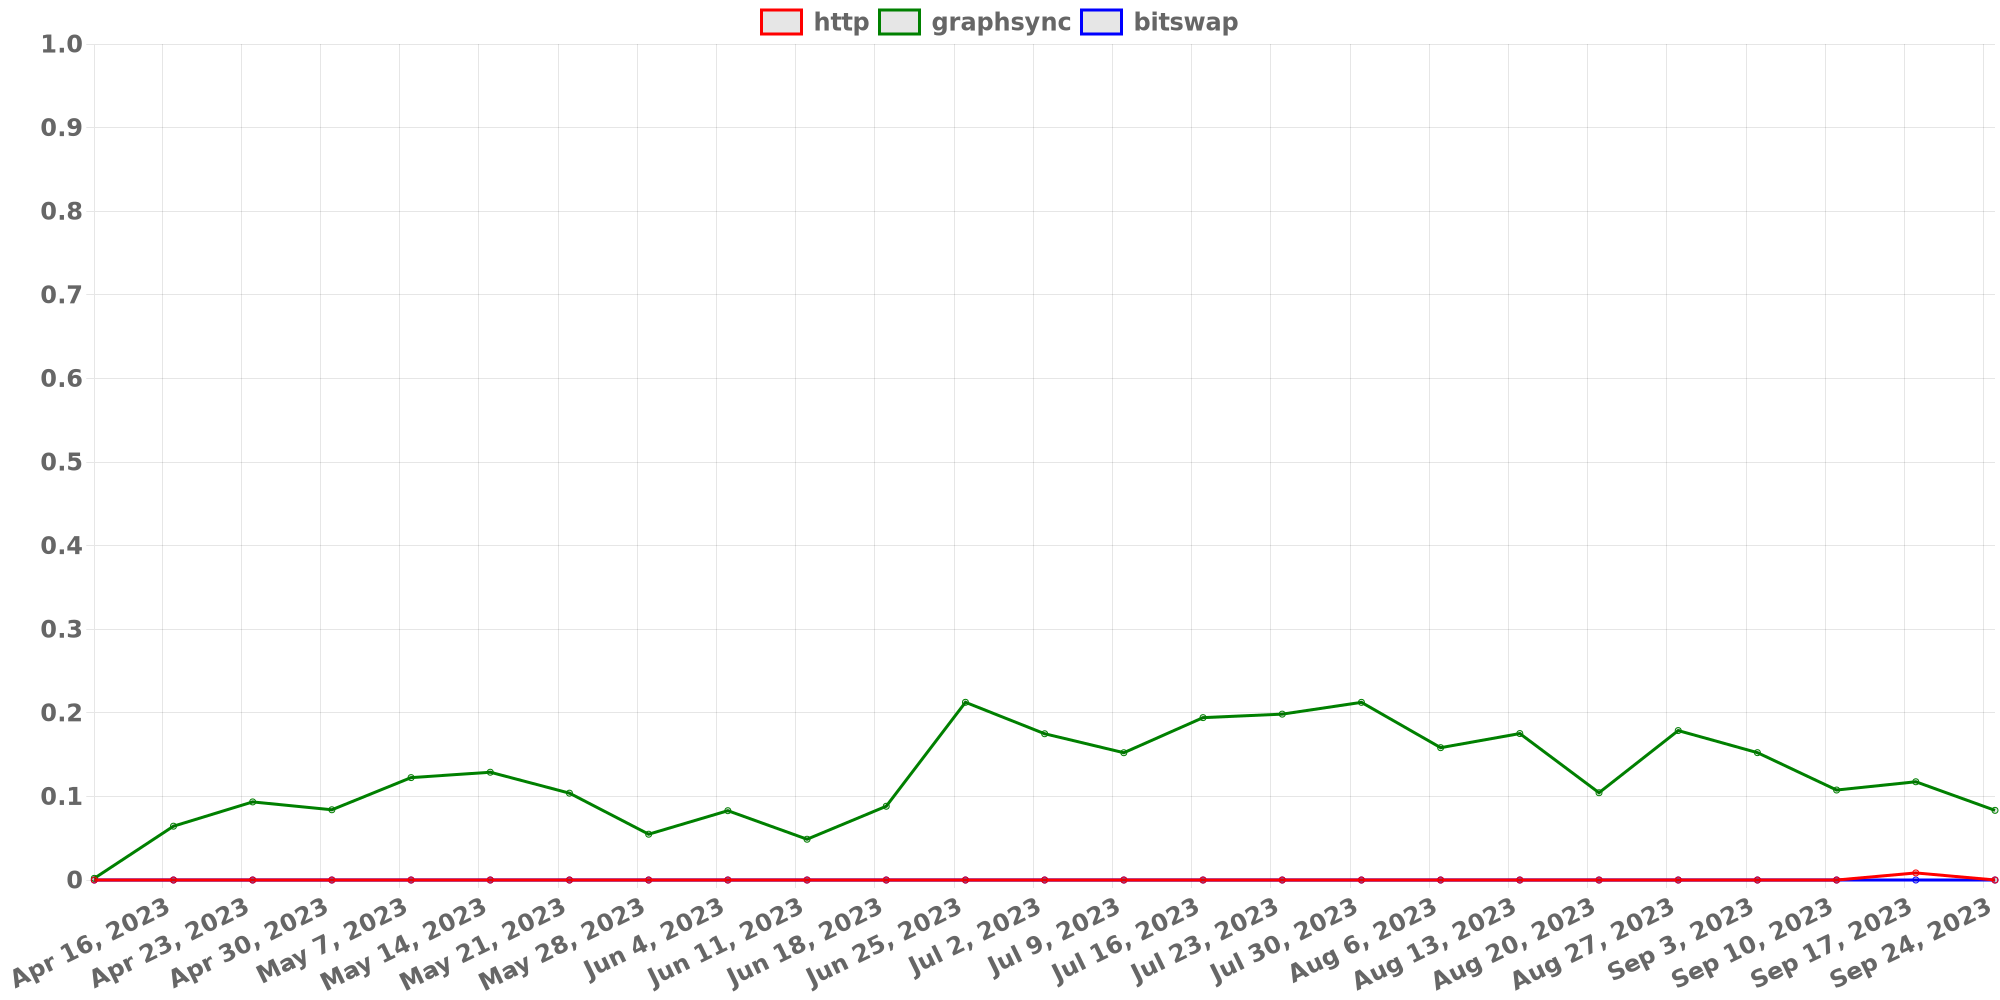 http graphsync bitswap
1.0
0.9
0.8
0.7
0.6
0.5
0.4
0.3
0.2
0.1
0
Apr 16, 2023
Apr 23, 2023
Apr 30, 2023
May 7, 2023
May 14, 2023
May 21, 2023
May 28, 2023
Jun 4, 2023
Jun 11, 2023
Jun 18, 2023
Jun 25, 2023
Jul 2, 2023
Jul 9, 2023
Jul 16, 2023
Jul 23, 2023
Jul 30, 2023
Aug 6, 2023
Aug 13, 2023
Aug 20, 2023
Aug 27, 2023
Sep 3, 2023
Sep 10, 2023
Sep 17, 2023
Sep 24, 2023